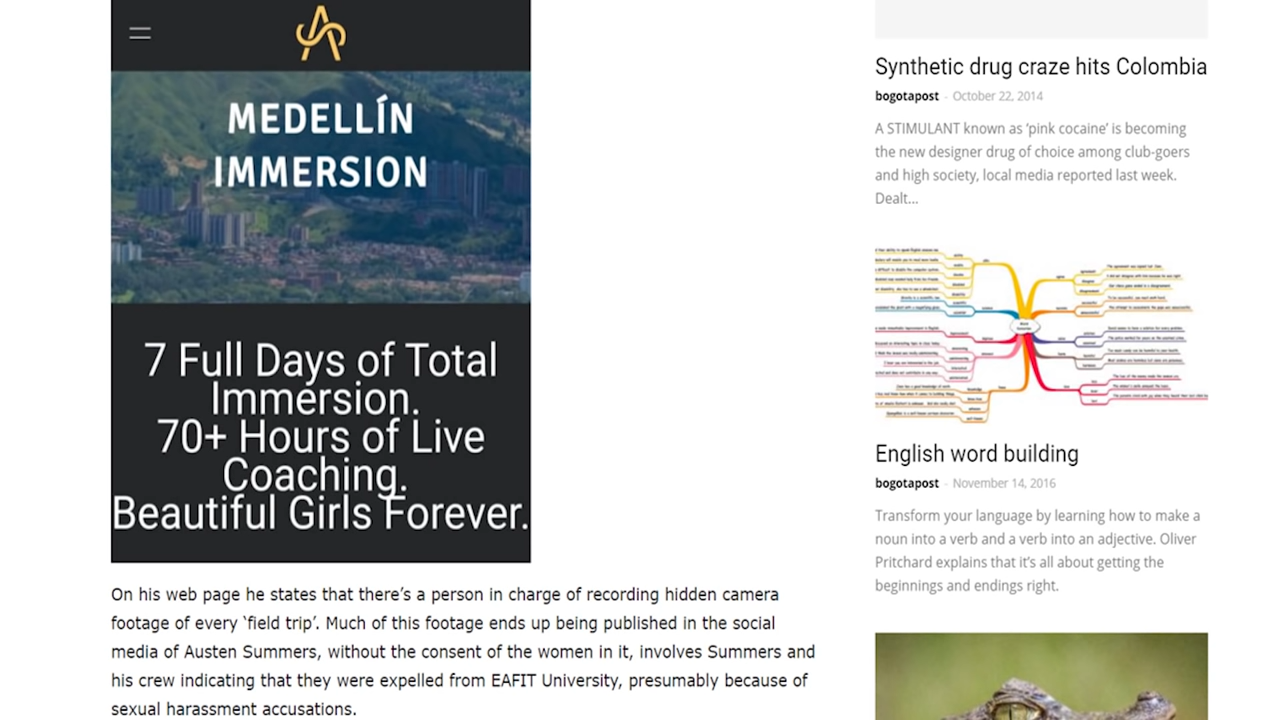 MEDELLÍN
IMMERSION
7 Full Days of Total
Immersion.
70+ Hours of Live
Coaching.
Beautiful Girls Forever.
On his web page he states that there’s a person in charge of recording hidden camera
footage of every ‘field trip’. Much of this footage ends up being published in the social
media of Austen Summers, without the consent of the women in it, involves Summers and
his crew indicating that they were expelled from EAFIT University, presumably because of
sexual harassment accusations.
Synthetic drug craze hits Colombia
bogotapost - October 22, 2014
A STIMULANT known as ‘pink cocaine’ is becoming
the new designer drug of choice among club-goers
and high society, local media reported last week.
Dealt...
English word building
bogotapost - November 14, 2016
Transform your language by learning how to make a
noun into a verb and a verb into an adjective. Oliver
Pritchard explains that it’s all about getting the
beginnings and endings right.